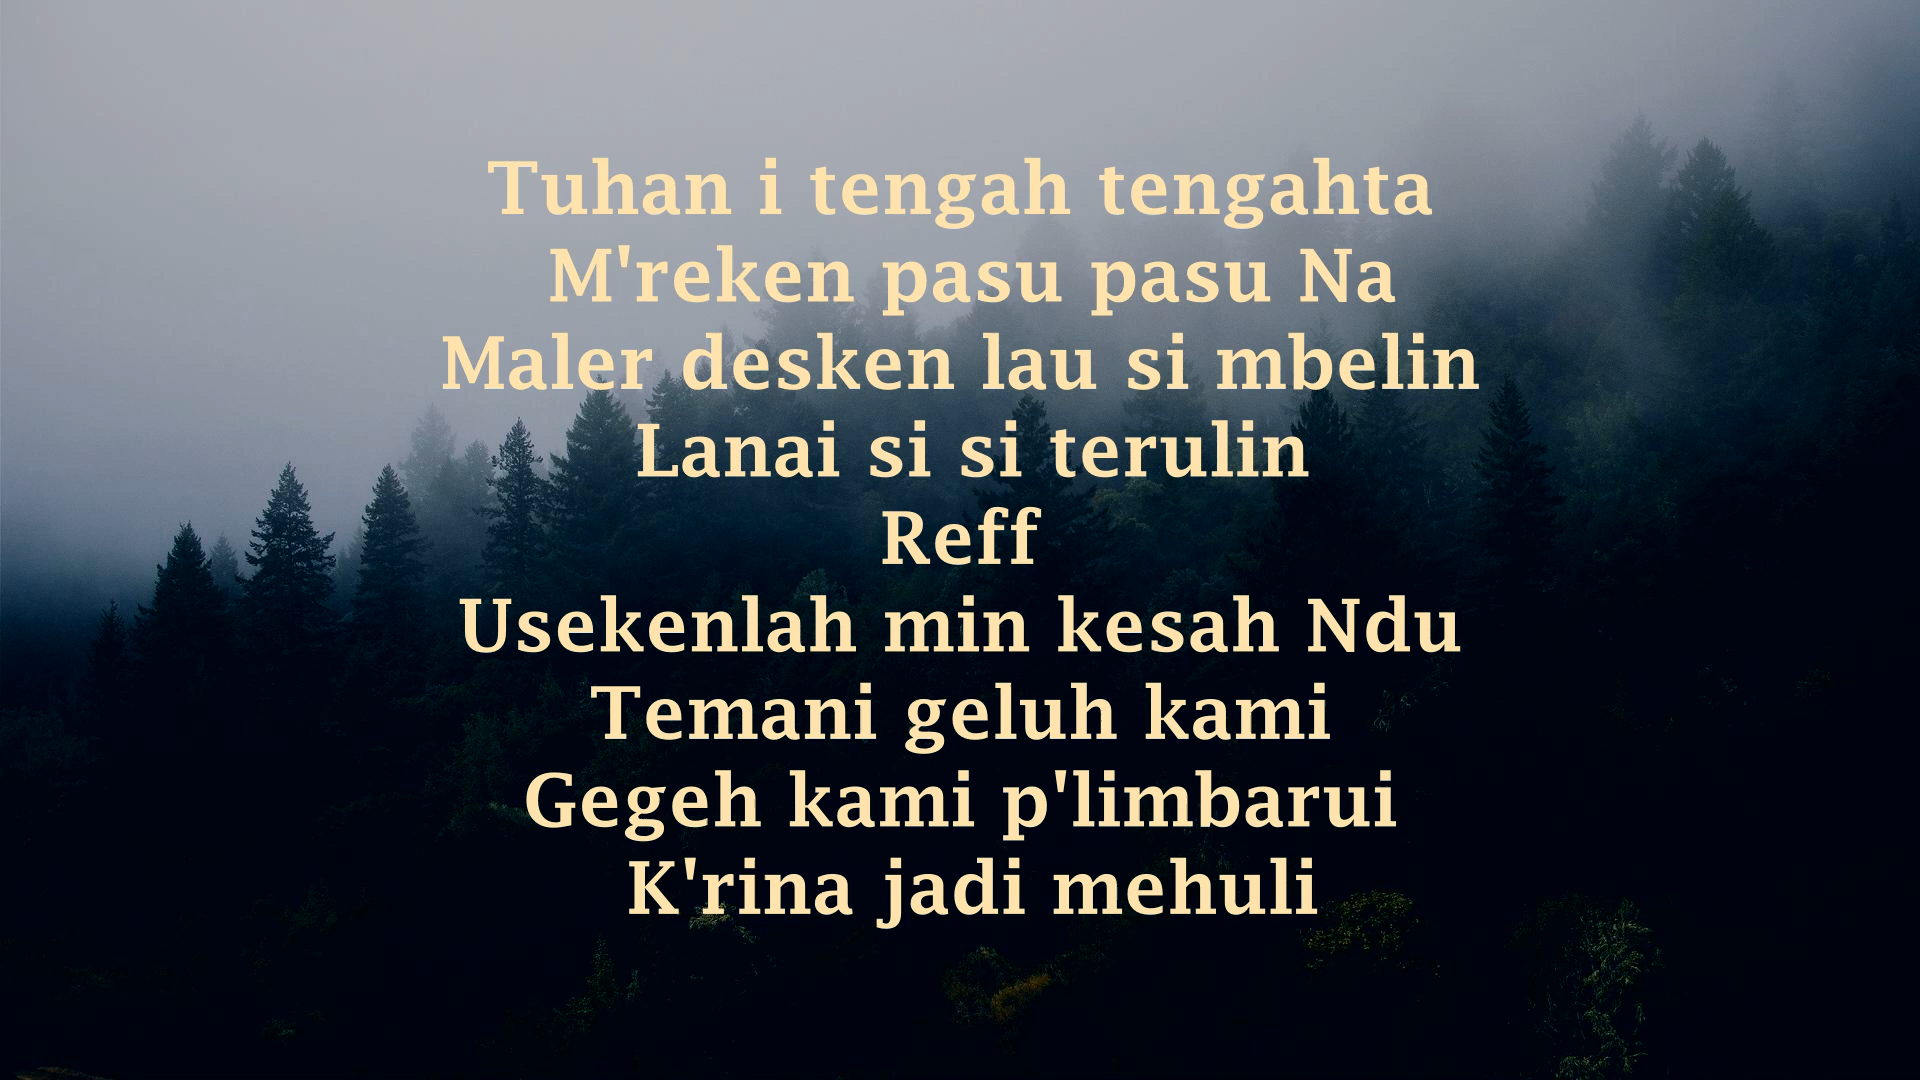 Tuhan i tengah tengahta
M'reken pasu pasu Na
Maler desken lau si mbelin
Lanai si si terulin
Reff
Usekenlah min kesah Ndu
Temani geluh kami
Gegeh kami p'limbarui
K'rina jadi mehuli